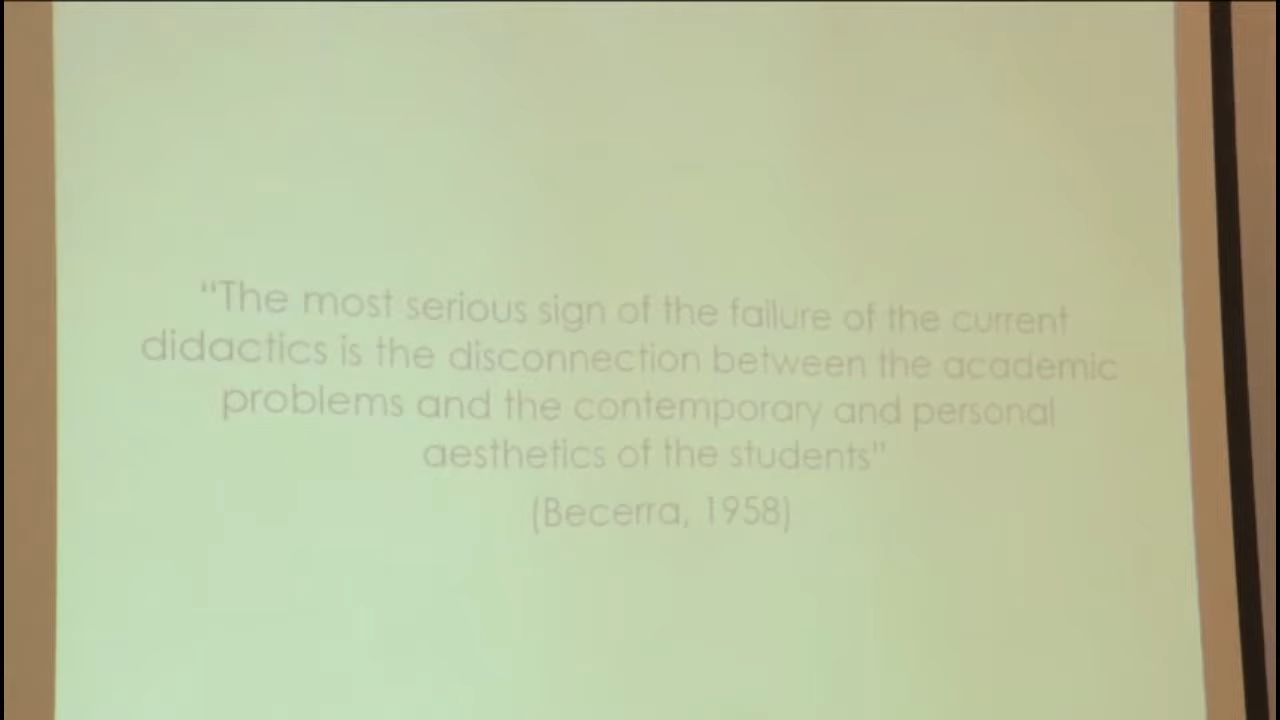 “The most serious sign of the failure of the current
didactics is the disconnection between the academic
problems and the contemporary and personal
aesthetics of the students”
(Becerra, 1958)